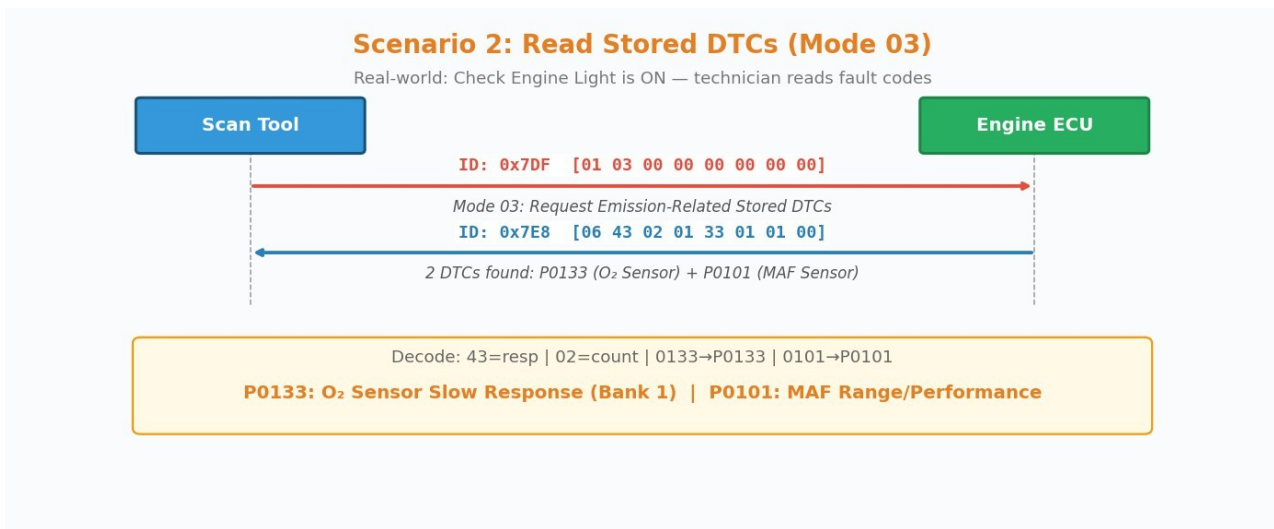 Scenario 2: Read Stored DTCs (Mode 03)
Real-world: Check Engine Light is ON — technician reads fault codes
Scan Tool
Engine ECU
ID: 0x7DF [01 03 00 00 00 00 00 00]
Mode 03: Request Emission-Related Stored DTCs
ID: 0x7E8 [06 43 02 01 33 01 01 00]
2 DTCs found: P0133 (O₂ Sensor) + P0101 (MAF Sensor)
Decode: 43=resp | 02=count | 0133→P0133 | 0101→P0101
P0133: O₂ Sensor Slow Response (Bank 1) | P0101: MAF Range/Performance